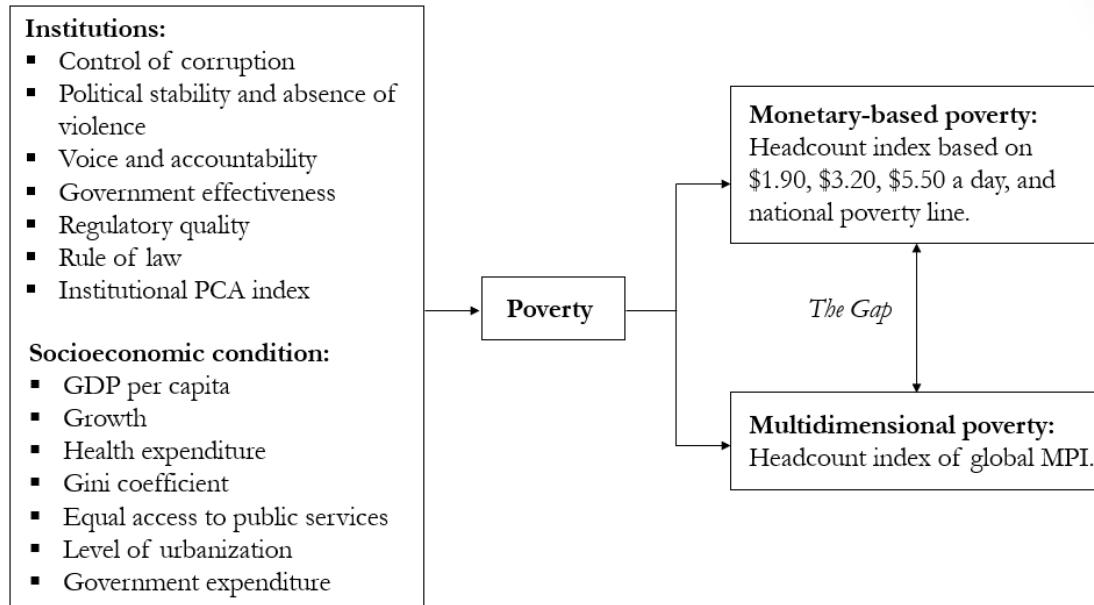 Institutions:
▪ Control of corruption
▪ Political stability and absence of
violence
▪ Voice and accountability
▪ Government effectiveness
▪ Regulatory quality
▪ Rule of law
▪ Institutional PCA index
Socioeconomic condition:
▪ GDP per capita
▪ Growth
▪ Health expenditure
▪ Gini coefficient
▪ Equal access to public services
▪ Level of urbanization
▪ Government expenditure
Poverty
Monetary-based poverty:
Headcount index based on
$1.90, $3.20, $5.50 a day, and
national poverty line.
The Gap
Multidimensional poverty:
Headcount index of global MPI.